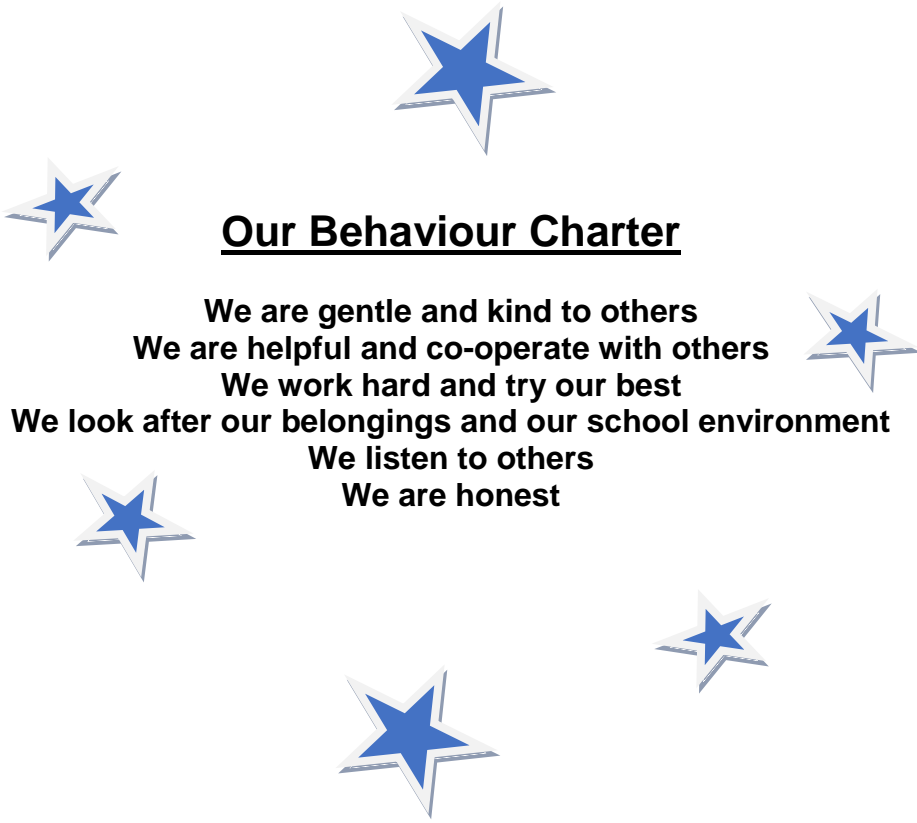 Our Behaviour Charter
We are gentle and kind to others
We are helpful and co-operate with others
We work hard and try our best
We look after our belongings and our school environment
We listen to others
We are honest